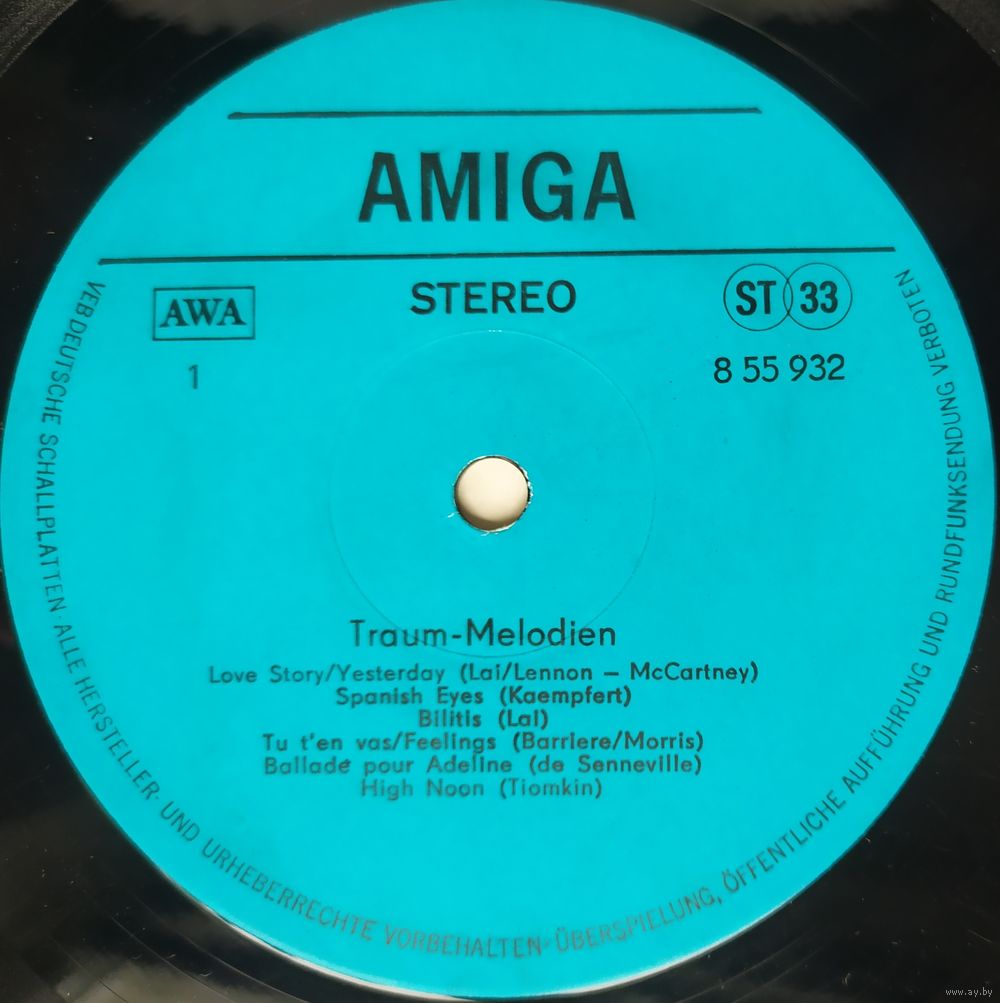 AMIGA
AWA
STEREO
ST 33
1
8 55 932
Traum-Melodien
Love Story/Yesterday (Lai/Lennon – McCartney)
Spanish Eyes (Kaempfert)
Bilitis (Lai)
Tu t'en vas/Feelings (Barriere/Morris)
Ballade pour Adeline (de Senneville)
High Noon (Tiomkin)
VEB DEUTSCHE SCHALLPLATTEN · ALLE HERSTELLER- UND URHEBERRECHTE VORBEHALTEN · ÜBERSPIELUNG, ÖFFENTLICHE AUFFÜHRUNG UND RUNDFUNKSENDUNG VERBOTEN
www.ay.by